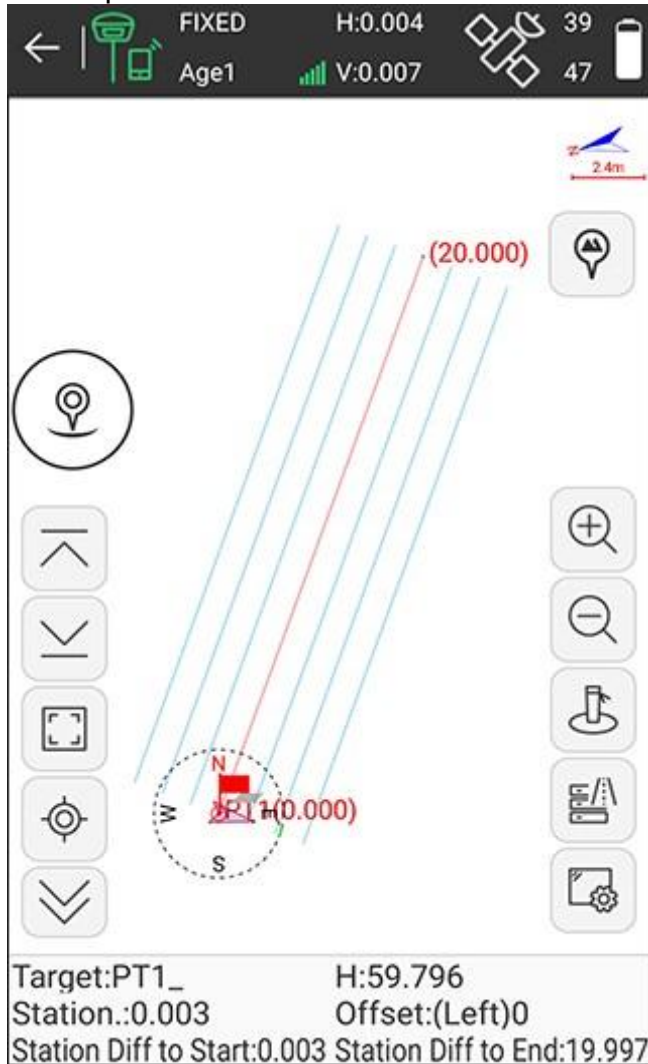 FIXED H:0.004 39
Age1 V:0.007 47
N
2.4m
(20.000)
N
W PT1(0.000)
E
S
Target:PT1_ H:59.796
Station.:0.003 Offset:(Left)0
Station Diff to Start:0.003 Station Diff to End:19.997